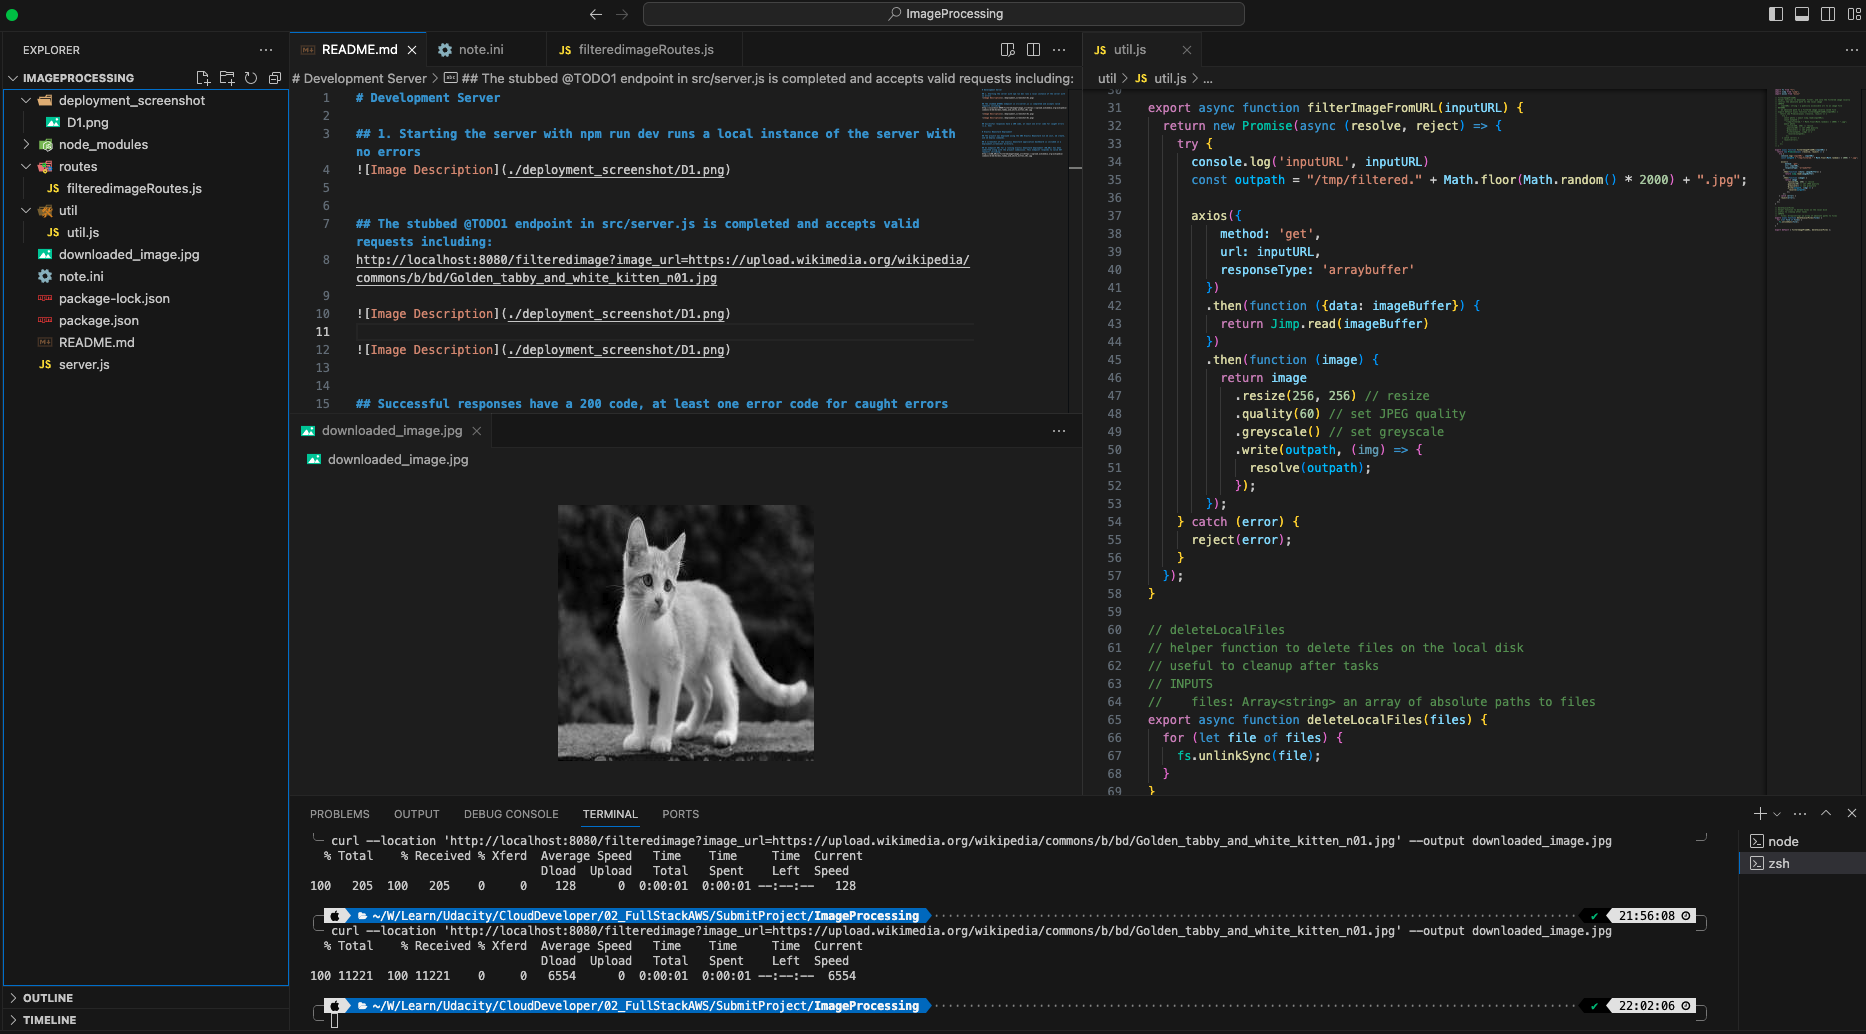 ImageProcessing
EXPLORER
IMAGEPROCESSING
deployment_screenshot
D1.png
node_modules
routes
JS filteredimageRoutes.js
util
JS util.js
downloaded_image.jpg
note.ini
package-lock.json
package.json
README.md
JS server.js
OUTLINE
TIMELINE
README.md
note.ini
JS filteredimageRoutes.js
# Development Server > ## The stubbed @TODO1 endpoint in src/server.js is completed and accepts valid requests including:
1 # Development Server
2
3 ## 1. Starting the server with npm run dev runs a local instance of the server with
no errors
4 ![Image Description](./deployment_screenshot/D1.png)
5
6
7 ## The stubbed @TODO1 endpoint in src/server.js is completed and accepts valid
requests including:
8 http://localhost:8080/filteredimage?image_url=https://upload.wikimedia.org/wikipedia/
commons/b/bd/Golden_tabby_and_white_kitten_n01.jpg
9
10 ![Image Description](./deployment_screenshot/D1.png)
11
12 ![Image Description](./deployment_screenshot/D1.png)
13
14
15 ## Successful responses have a 200 code, at least one error code for caught errors
downloaded_image.jpg
downloaded_image.jpg
JS util.js
util > JS util.js > ...
30
31 export async function filterImageFromURL(inputURL) {
32 return new Promise(async (resolve, reject) => {
33 try {
34 console.log('inputURL', inputURL)
35 const outpath = "/tmp/filtered." + Math.floor(Math.random() * 2000) + ".jpg";
36
37 axios({
38 method: 'get',
39 url: inputURL,
40 responseType: 'arraybuffer'
41 })
42 .then(function ({data: imageBuffer}) {
43 return Jimp.read(imageBuffer)
44 })
45 .then(function (image) {
46 return image
47 .resize(256, 256) // resize
48 .quality(60) // set JPEG quality
49 .greyscale() // set greyscale
50 .write(outpath, (img) => {
51 resolve(outpath);
52 });
53 });
54 } catch (error) {
55 reject(error);
56 }
57 });
58 }
59
60 // deleteLocalFiles
61 // helper function to delete files on the local disk
62 // useful to cleanup after tasks
63 // INPUTS
64 // files: Array<string> an array of absolute paths to files
65 export async function deleteLocalFiles(files) {
66 for (let file of files) {
67 fs.unlinkSync(file);
68 }
69 }
PROBLEMS OUTPUT DEBUG CONSOLE TERMINAL PORTS
curl --location 'http://localhost:8080/filteredimage?image_url=https://upload.wikimedia.org/wikipedia/commons/b/bd/Golden_tabby_and_white_kitten_n01.jpg' --output downloaded_image.jpg
% Total % Received % Xferd Average Speed Time Time Time Current
Dload Upload Total Spent Left Speed
100 205 100 205 0 0 128 0 0:00:01 0:00:01 --:--:-- 128
~/W/Learn/Udacity/CloudDeveloper/02_FullStackAWS/SubmitProject/ImageProcessing 21:56:08
curl --location 'http://localhost:8080/filteredimage?image_url=https://upload.wikimedia.org/wikipedia/commons/b/bd/Golden_tabby_and_white_kitten_n01.jpg' --output downloaded_image.jpg
% Total % Received % Xferd Average Speed Time Time Time Current
Dload Upload Total Spent Left Speed
100 11221 100 11221 0 0 6554 0 0:00:01 0:00:01 --:--:-- 6554
~/W/Learn/Udacity/CloudDeveloper/02_FullStackAWS/SubmitProject/ImageProcessing 22:02:06
node
zsh